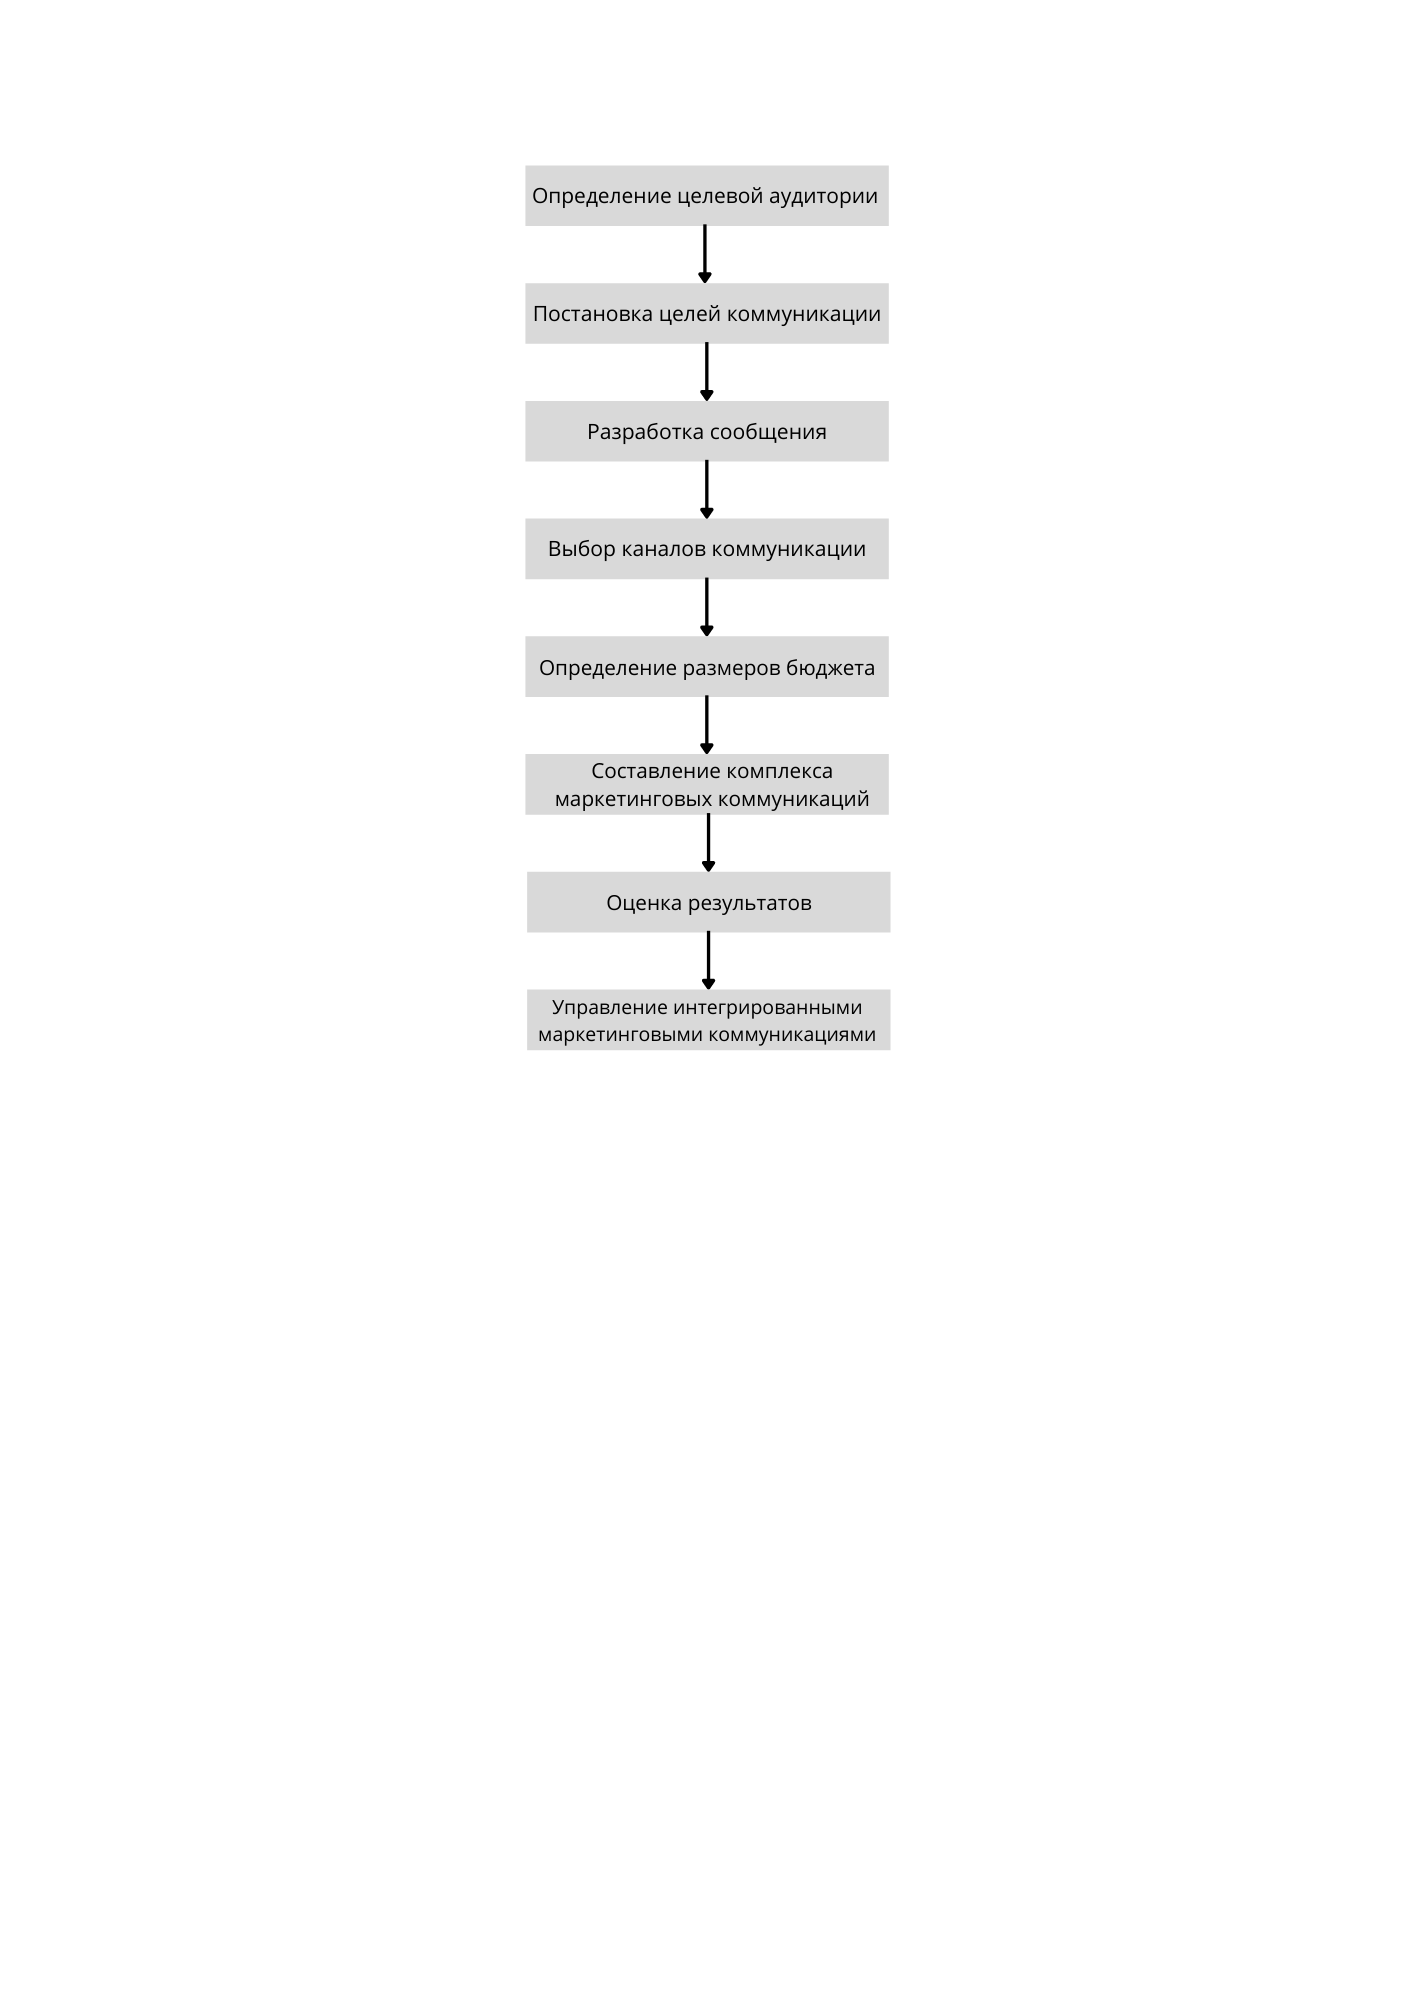 Определение целевой аудитории
Постановка целей коммуникации
Разработка сообщения
Выбор каналов коммуникации
Определение размеров бюджета
Составление комплекса
маркетинговых коммуникаций
Оценка результатов
Управление интегрированными
маркетинговыми коммуникациями